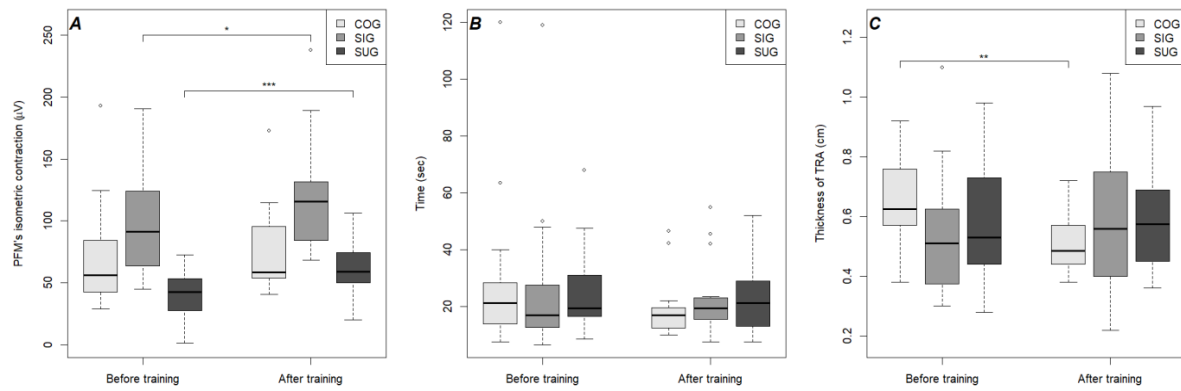 A
COG
SIG
SUG
*
***
PFM's isometric contraction (μV)
250
200
150
100
50
0
Before training
After training
B
COG
SIG
SUG
Time (sec)
120
100
80
60
40
20
Before training
After training
C
COG
SIG
SUG
**
Thickness of TRA (cm)
1.2
1.0
0.8
0.6
0.4
0.2
Before training
After training